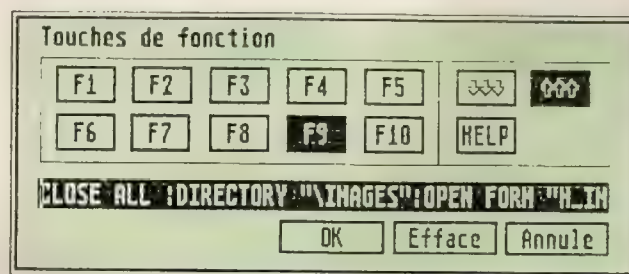 Touches de fonction
F1 F2 F3 F4 F5
F6 F7 F8 F9 F10 HELP
CLOSE ALL :DIRECTORY "\IMAGES":OPEN FORM "H_IM
OK Efface Annule